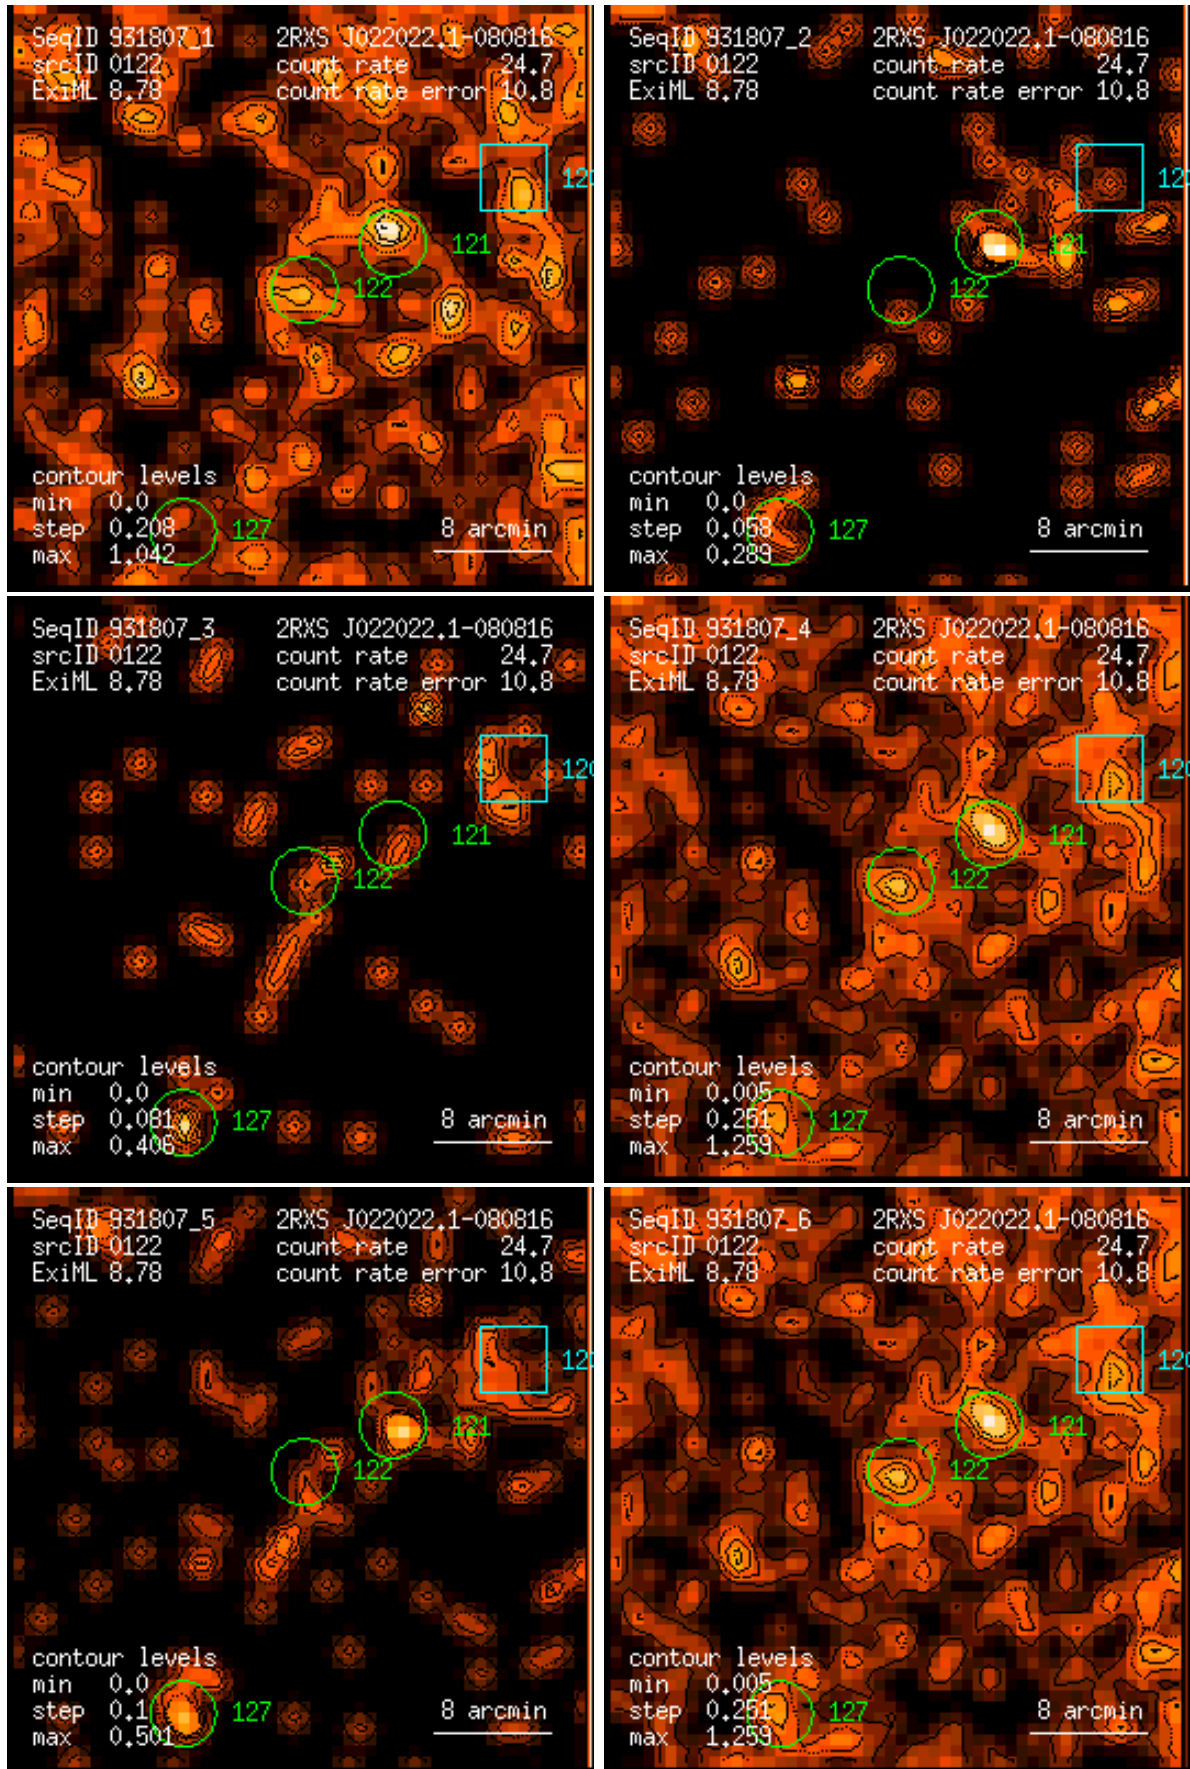 SeqID 931807_1 2RXS J022022.1-080816
srcID 0122 count rate 24.7
ExiML 8.78 count rate error 10.8
120
121
122
contour levels
min 0.0
step 0.208 127 8 arcmin
max 1.042
SeqID 931807_2 2RXS J022022.1-080816
srcID 0122 count rate 24.7
ExiML 8.78 count rate error 10.8
120
121
122
contour levels
min 0.0
step 0.058 127 8 arcmin
max 0.289
SeqID 931807_3 2RXS J022022.1-080816
srcID 0122 count rate 24.7
ExiML 8.78 count rate error 10.8
120
121
122
contour levels
min 0.0
step 0.081 127 8 arcmin
max 0.406
SeqID 931807_4 2RXS J022022.1-080816
srcID 0122 count rate 24.7
ExiML 8.78 count rate error 10.8
120
121
122
contour levels
min 0.005
step 0.251 127 8 arcmin
max 1.259
SeqID 931807_5 2RXS J022022.1-080816
srcID 0122 count rate 24.7
ExiML 8.78 count rate error 10.8
120
121
122
contour levels
min 0.0
step 0.1 127 8 arcmin
max 0.501
SeqID 931807_6 2RXS J022022.1-080816
srcID 0122 count rate 24.7
ExiML 8.78 count rate error 10.8
120
121
122
contour levels
min 0.005
step 0.251 127 8 arcmin
max 1.259